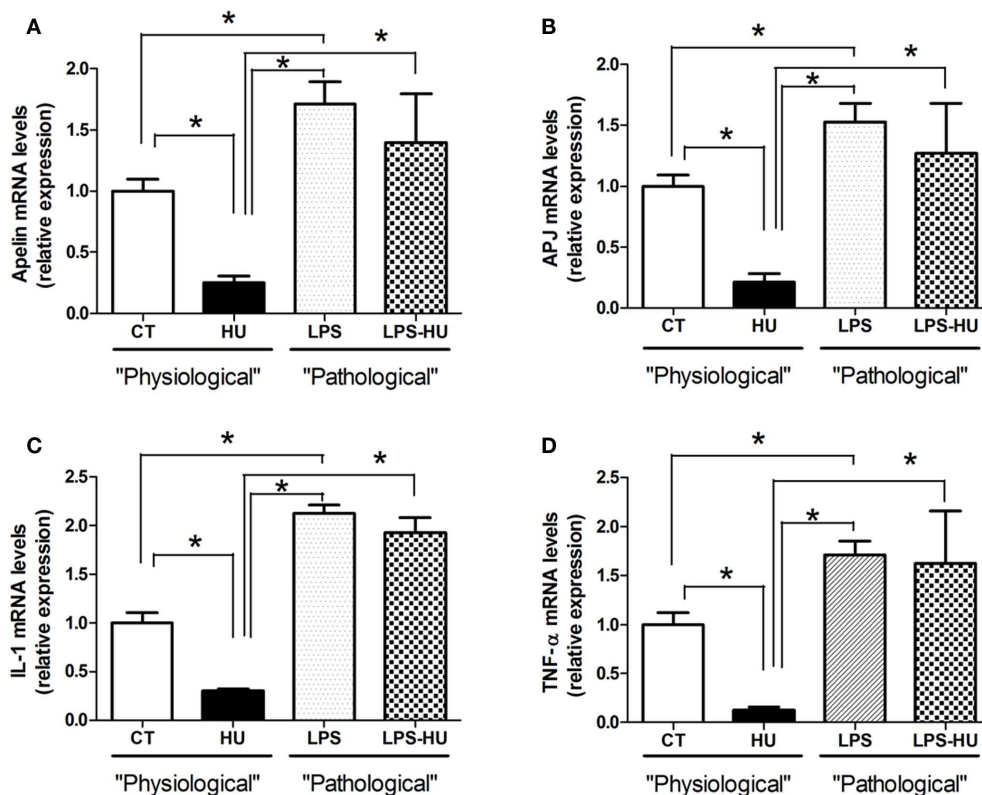 A
*
*
*
*
2.0
1.5
1.0
0.5
0.0
Apelin mRNA levels
(relative expression)
CT HU LPS LPS-HU
"Physiological" "Pathological"
B
*
*
*
*
2.0
1.5
1.0
0.5
0.0
APJ mRNA levels
(relative expression)
CT HU LPS LPS-HU
"Physiological" "Pathological"
C
*
*
*
*
2.5
2.0
1.5
1.0
0.5
0.0
IL-1 mRNA levels
(relative expression)
CT HU LPS LPS-HU
"Physiological" "Pathological"
D
*
*
*
*
2.5
2.0
1.5
1.0
0.5
0.0
TNF-α mRNA levels
(relative expression)
CT HU LPS LPS-HU
"Physiological" "Pathological"